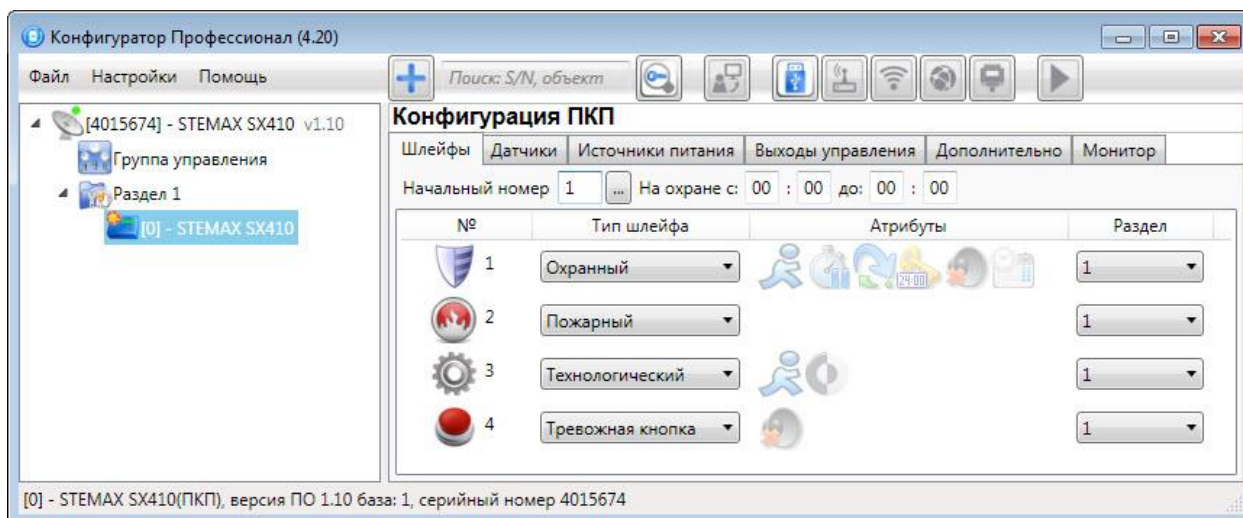 Конфигуратор Профессионал (4.20)
Файл Настройки Помощь
Поиск: S/N, объект
[4015674] - STEMAX SX410 v1.10
Группа управления
Раздел 1
[0] - STEMAX SX410
Конфигурация ПКП
Шлейфы Датчики Источники питания Выходы управления Дополнительно Монитор
Начальный номер 1 ... На охране с: 00 : 00 до: 00 : 00
№ Тип шлейфа Атрибуты Раздел
1 Охранный 24:00 1
2 Пожарный 1
3 Технологический 1
4 Тревожная кнопка 1
[0] - STEMAX SX410(ПКП), версия ПО 1.10 база: 1, серийный номер 4015674